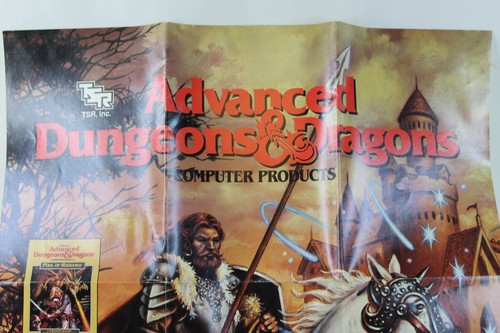 TSR
TSR, Inc.
Advanced
Dungeons & Dragons
COMPUTER PRODUCTS
Advanced
Dungeons & Dragons
POOL OF RADIANCE